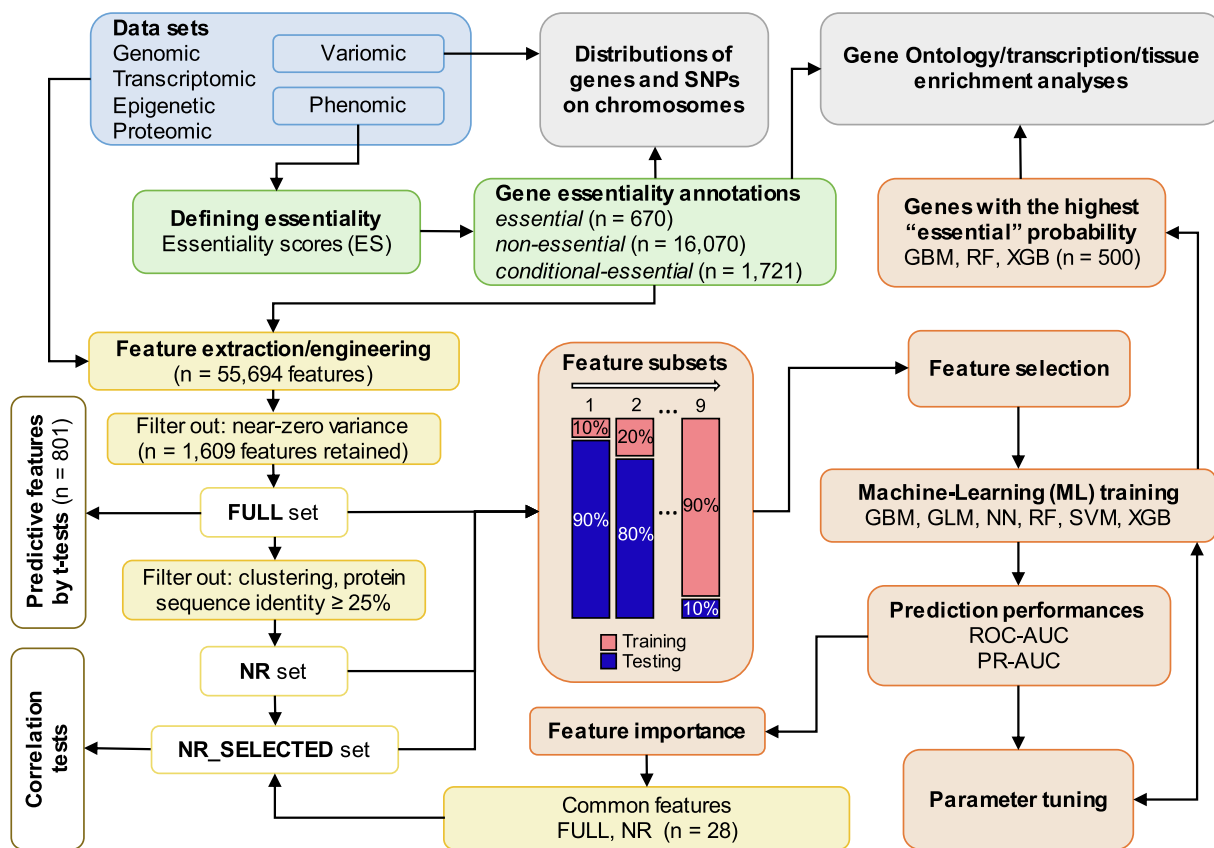 Data sets
Genomic
Transcriptomic
Epigenetic
Proteomic
Variomic
Phenomic
Distributions of
genes and SNPs
on chromosomes
Gene Ontology/transcription/tissue
enrichment analyses
Defining essentiality
Essentiality scores (ES)
Gene essentiality annotations
essential (n = 670)
non-essential (n = 16,070)
conditional-essential (n = 1,721)
Genes with the highest
“essential” probability
GBM, RF, XGB (n = 500)
Feature extraction/engineering
(n = 55,694 features)
Filter out: near-zero variance
(n = 1,609 features retained)
FULL set
Predictive features
by t-tests (n = 801)
Filter out: clustering, protein
sequence identity ≥ 25%
NR set
NR_SELECTED set
Correlation
tests
Feature subsets
1 2 ... 9
10%
20%
90%
80%
...
90%
10%
Training
Testing
Feature selection
Machine-Learning (ML) training
GBM, GLM, NN, RF, SVM, XGB
Prediction performances
ROC-AUC
PR-AUC
Feature importance
Parameter tuning
Common features
FULL, NR (n = 28)